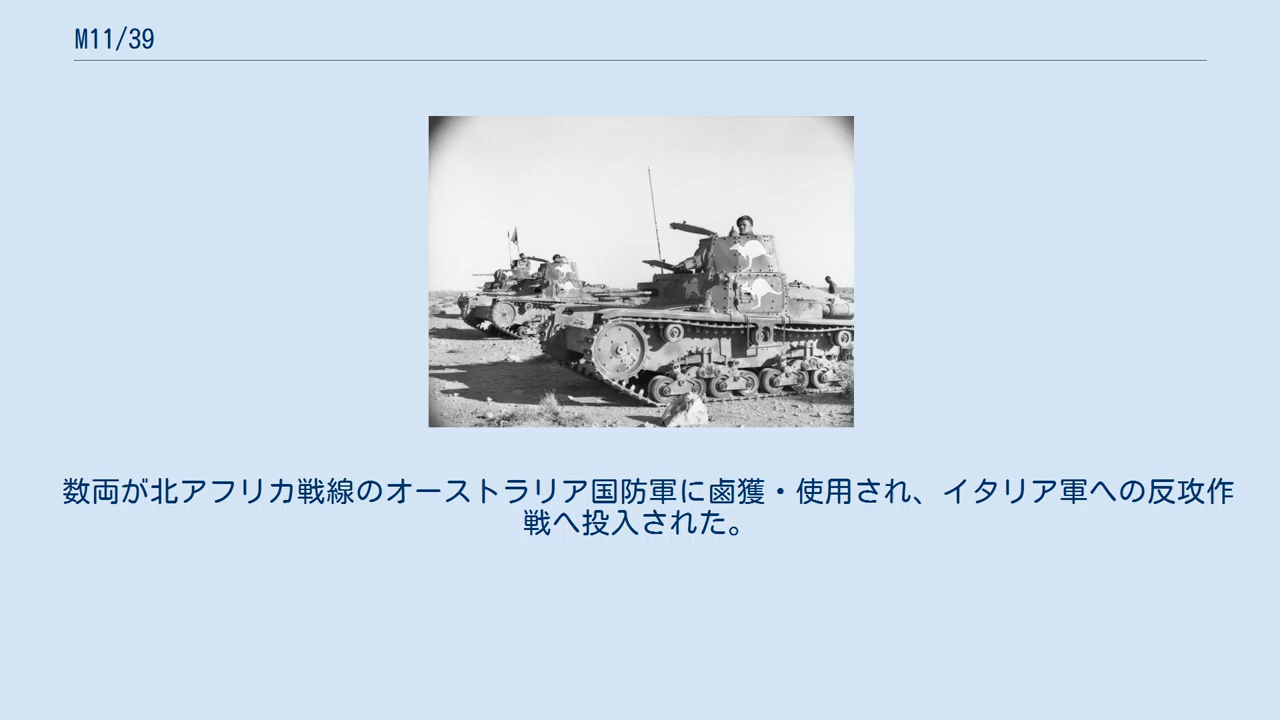 M11/39
数両が北アフリカ戦線のオーストラリア国防軍に鹵獲・使用され、イタリア軍への反攻作
戦へ投入された。